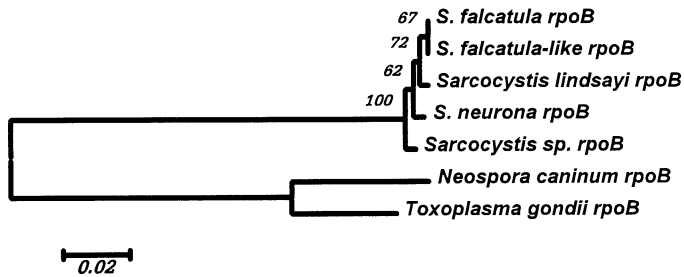 67
S. falcatula rpoB
72
S. falcatula-like rpoB
62
Sarcocystis lindsayi rpoB
100
S. neurona rpoB
Sarcocystis sp. rpoB
Neospora caninum rpoB
Toxoplasma gondii rpoB
0.02